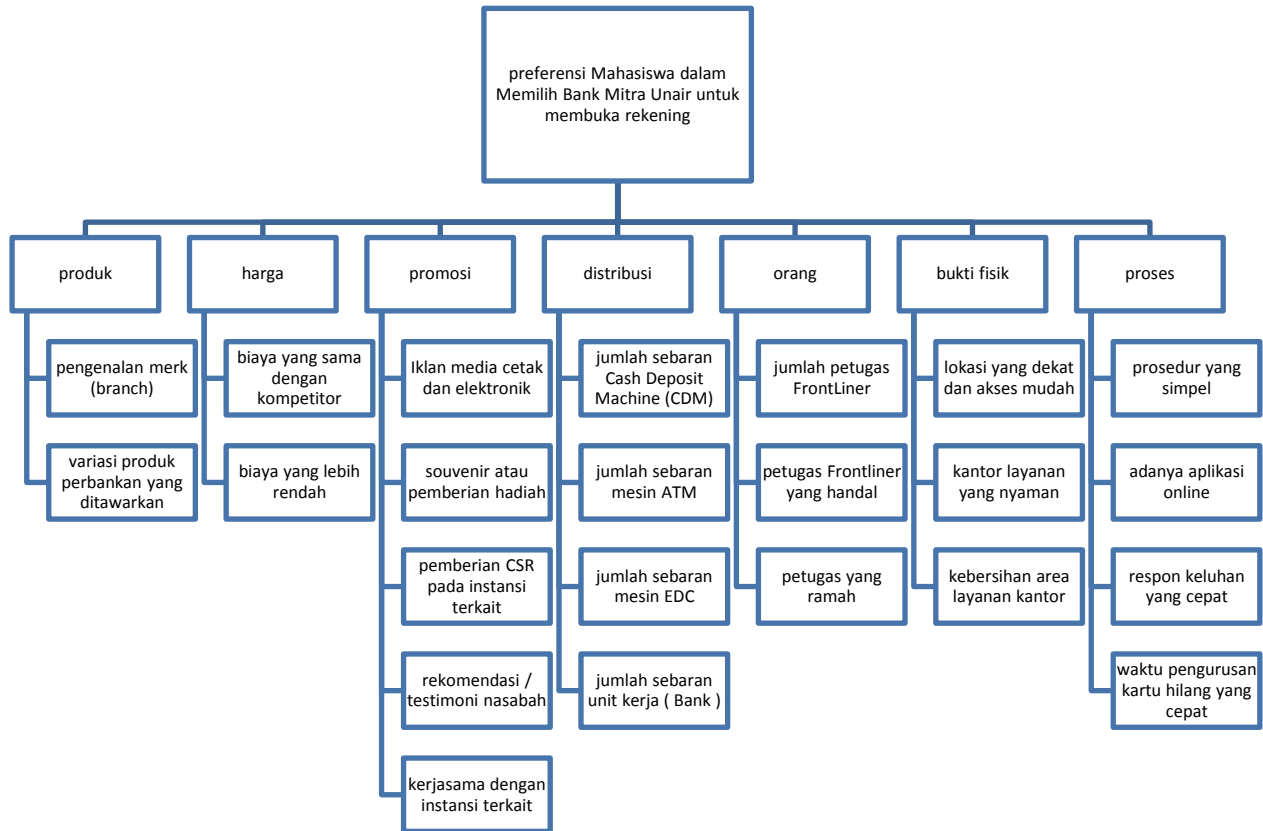 preferensi Mahasiswa dalam
Memilih Bank Mitra Unair untuk
membuka rekening
produk
harga
promosi
distribusi
orang
bukti fisik
proses
pengenalan merk
(branch)
variasi produk
perbankan yang
ditawarkan
biaya yang sama
dengan
kompetitor
biaya yang lebih
rendah
Iklan media cetak
dan elektronik
souvenir atau
pemberian hadiah
pemberian CSR
pada instansi
terkait
rekomendasi /
testimoni nasabah
kerjasama dengan
instansi terkait
jumlah sebaran
Cash Deposit
Machine (CDM)
jumlah sebaran
mesin ATM
jumlah sebaran
mesin EDC
jumlah sebaran
unit kerja ( Bank )
jumlah petugas
FrontLiner
petugas Frontliner
yang handal
petugas yang
ramah
lokasi yang dekat
dan akses mudah
kantor layanan
yang nyaman
kebersihan area
layanan kantor
prosedur yang
simpel
adanya aplikasi
online
respon keluhan
yang cepat
waktu pengurusan
kartu hilang yang
cepat